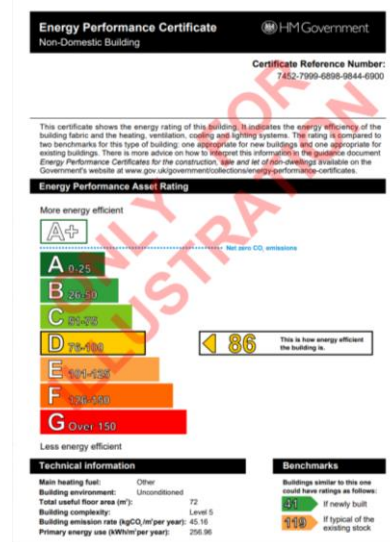 Energy Performance Certificate
HM Government
Non-Domestic Building
Certificate Reference Number:
7452-7999-6898-9844-6900
This certificate shows the energy rating of this building. It indicates the energy efficiency of the
building fabric and the heating, ventilation, cooling and lighting systems. The rating is compared to
two benchmarks for this type of building: one appropriate for new buildings and one appropriate for
existing buildings. There is more advice on how to interpret this information in the guidance document
Energy Performance Certificates for the construction, sale and let of non-dwellings available on the
Government's website at www.gov.uk/government/collections/energy-performance-certificates.
Energy Performance Asset Rating
More energy efficient
A+
Net zero CO₂ emissions
A 0-25
B 26-50
C 51-75
D 76-100
86
This is how energy efficient
the building is.
E 101-125
F 126-150
G Over 150
Less energy efficient
Technical information
Main heating fuel: Other
Building environment: Unconditioned
Total useful floor area (m²): 72
Building complexity: Level 5
Building emission rate (kgCO₂/m²per year): 45.16
Primary energy use (kWh/m²per year): 256.96
Benchmarks
Buildings similar to this one
could have ratings as follows:
41 If newly built
119 If typical of the
existing stock
ONLY FOR
ILLUSTRATION